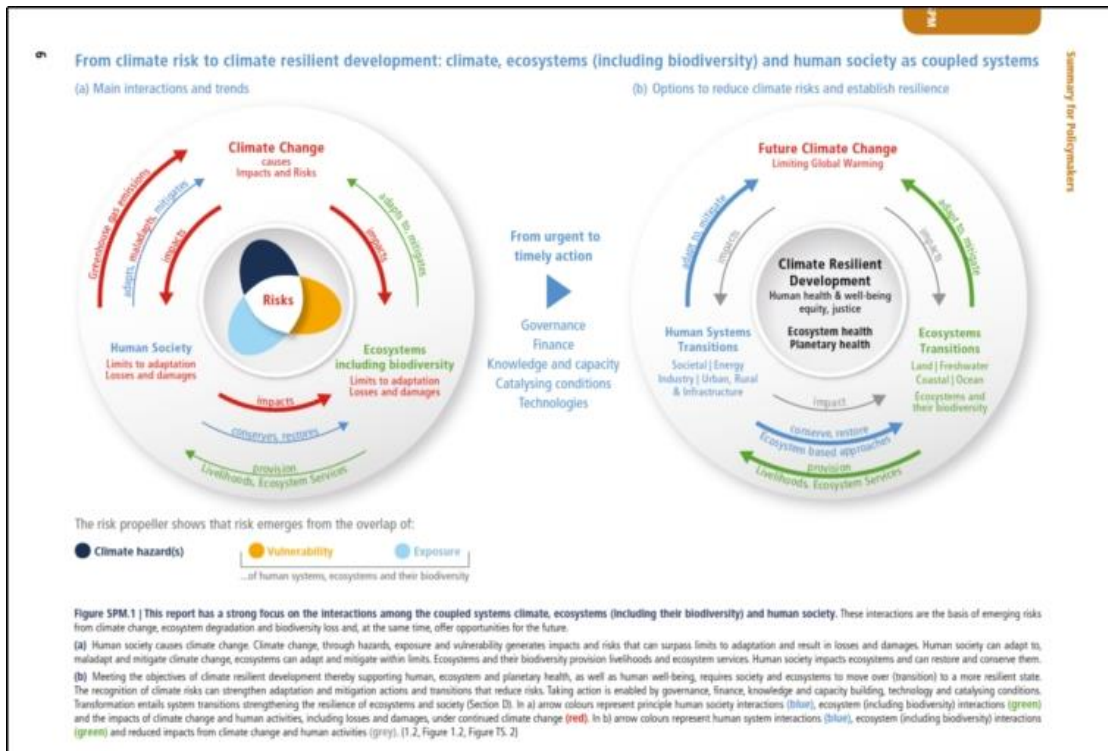 SPM
Summary for Policymakers
6
From climate risk to climate resilient development: climate, ecosystems (including biodiversity) and human society as coupled systems
(a) Main interactions and trends
(b) Options to reduce climate risks and establish resilience
Climate Change
causes
Impacts and Risks
Greenhouse gas emissions
adapts, maladapts, mitigates
impacts
impacts
adapts to, mitigates
Risks
Human Society
Limits to adaptation
Losses and damages
Ecosystems
including biodiversity
Limits to adaptation
Losses and damages
impacts
conserves, restores
provision
Livelihoods, Ecosystem Services
From urgent to
timely action
Governance
Finance
Knowledge and capacity
Catalysing conditions
Technologies
Future Climate Change
Limiting Global Warming
adapt to, mitigate
impacts
impacts
adapt to, mitigate
Climate Resilient
Development
Human health & well-being
equity, justice
Ecosystem health
Planetary health
Human Systems
Transitions
Societal | Energy
Industry | Urban, Rural
& Infrastructure
Ecosystems
Transitions
Land | Freshwater
Coastal | Ocean
Ecosystems and
their biodiversity
impact
conserve, restore
Ecosystem based approaches
provision
Livelihoods, Ecosystem Services
The risk propeller shows that risk emerges from the overlap of:
Climate hazard(s) Vulnerability Exposure
...of human systems, ecosystems and their biodiversity
Figure SPM.1 | This report has a strong focus on the interactions among the coupled systems climate, ecosystems (including their biodiversity) and human society. These interactions are the basis of emerging risks
from climate change, ecosystem degradation and biodiversity loss and, at the same time, offer opportunities for the future.
(a) Human society causes climate change. Climate change, through hazards, exposure and vulnerability generates impacts and risks that can surpass limits to adaptation and result in losses and damages. Human society can adapt to,
maladapt and mitigate climate change, ecosystems can adapt and mitigate within limits. Ecosystems and their biodiversity provision livelihoods and ecosystem services. Human society impacts ecosystems and can restore and conserve them.
(b) Meeting the objectives of climate resilient development thereby supporting human, ecosystem and planetary health, as well as human well-being, requires society and ecosystems to move over (transition) to a more resilient state.
The recognition of climate risks can strengthen adaptation and mitigation actions and transitions that reduce risks. Taking action is enabled by governance, finance, knowledge and capacity building, technology and catalysing conditions.
Transformation entails system transitions strengthening the resilience of ecosystems and society (Section D). In a) arrow colours represent principle human society interactions (blue), ecosystem (including biodiversity) interactions (green)
and the impacts of climate change and human activities, including losses and damages, under continued climate change (red). In b) arrow colours represent human system interactions (blue), ecosystem (including biodiversity) interactions
(green) and reduced impacts from climate change and human activities (grey). {1.2, Figure 1.2, Figure TS. 2}